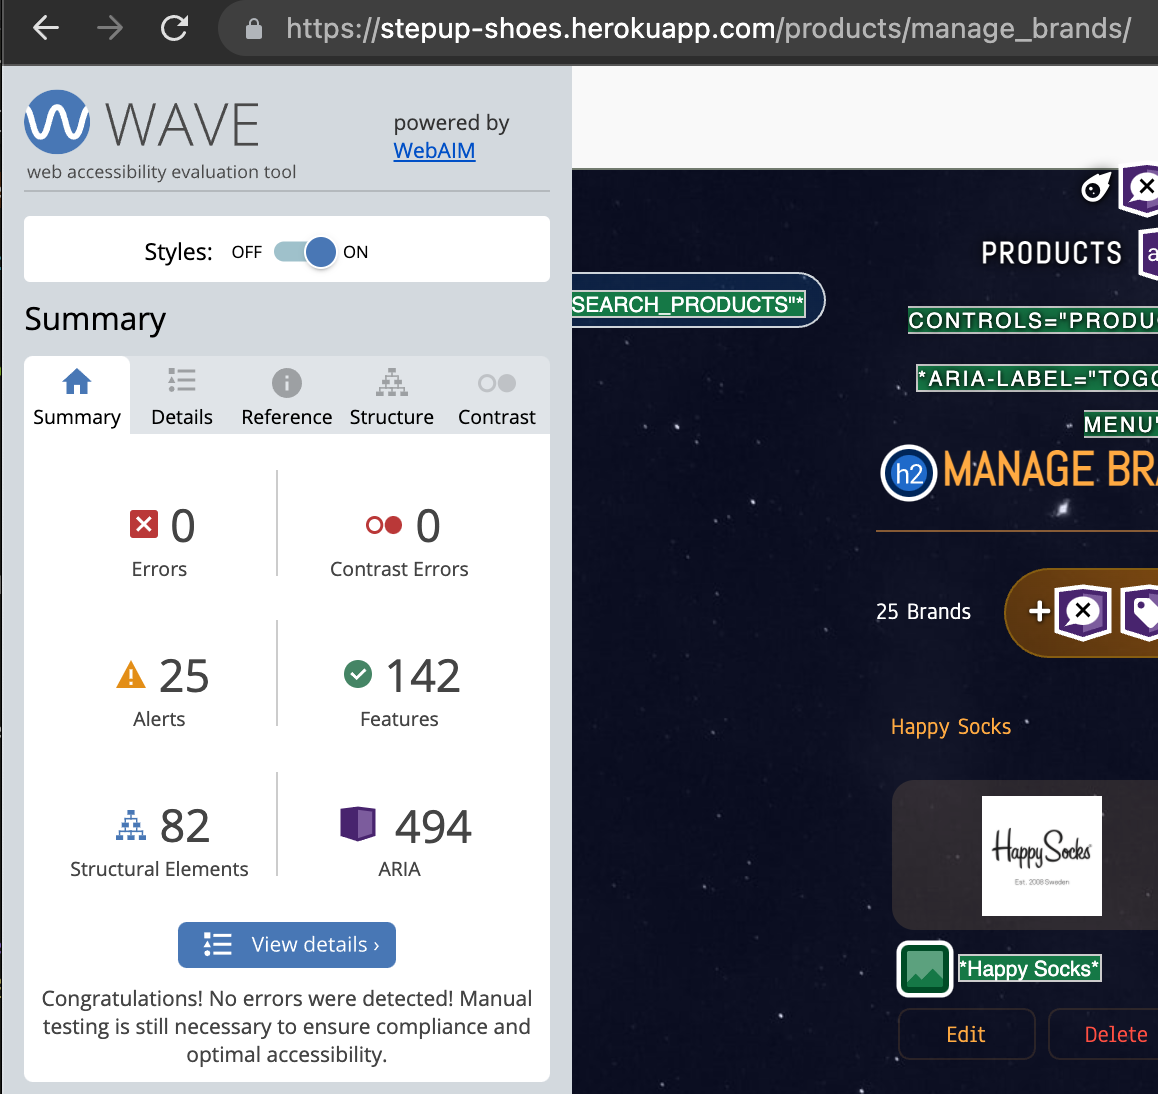 https://stepup-shoes.herokuapp.com/products/manage_brands/
WAVE
web accessibility evaluation tool
powered by
WebAIM
Styles: OFF ON
Summary
Summary Details Reference Structure Contrast
0
Errors
0
Contrast Errors
25
Alerts
142
Features
82
Structural Elements
494
ARIA
View details ›
Congratulations! No errors were detected! Manual
testing is still necessary to ensure compliance and
optimal accessibility.
PRODUCTS a
SEARCH_PRODUCTS"*
CONTROLS="PRODU
*ARIA-LABEL="TOGG
MENU"
h2 MANAGE BRA
25 Brands +
Happy Socks
Happy Socks
Est. 2008 Sweden
*Happy Socks*
Edit Delete